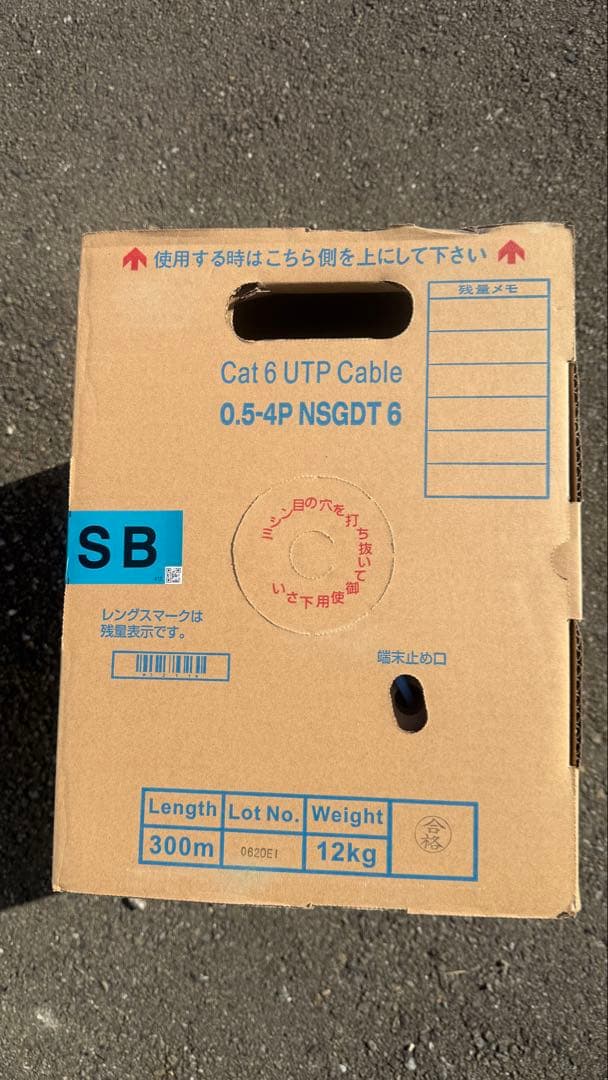 使用する時はこちら側を上にして下さい
残量メモ
Cat 6 UTP Cable
0.5-4P NSGDT 6
ミシン目の穴を打ち抜いて御使用下さい
SB
レングスマークは
残量表示です。
端末止め口
Length Lot No. Weight
300m 0620E1 12kg
合格